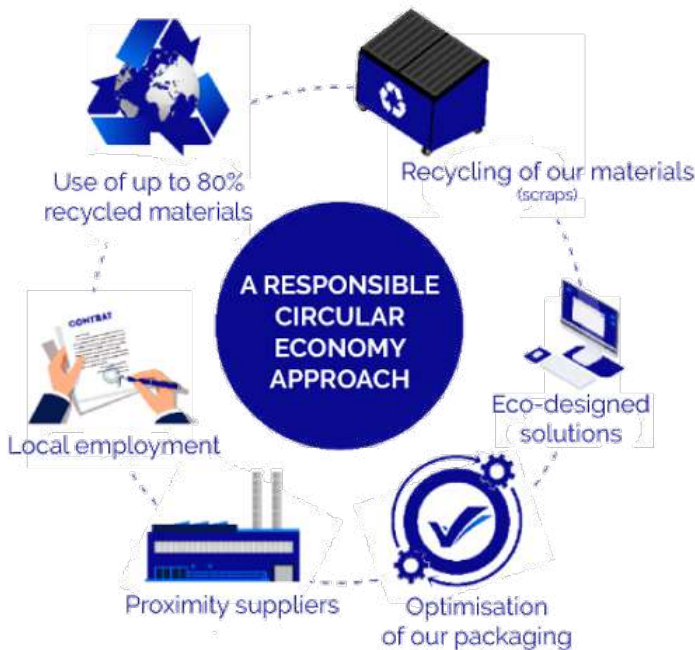 Use of up to 80%
recycled materials
Recycling of our materials
(scraps)
A RESPONSIBLE
CIRCULAR
ECONOMY
APPROACH
CONTRAT
Local employment
Eco-designed
solutions
Proximity suppliers
Optimisation
of our packaging